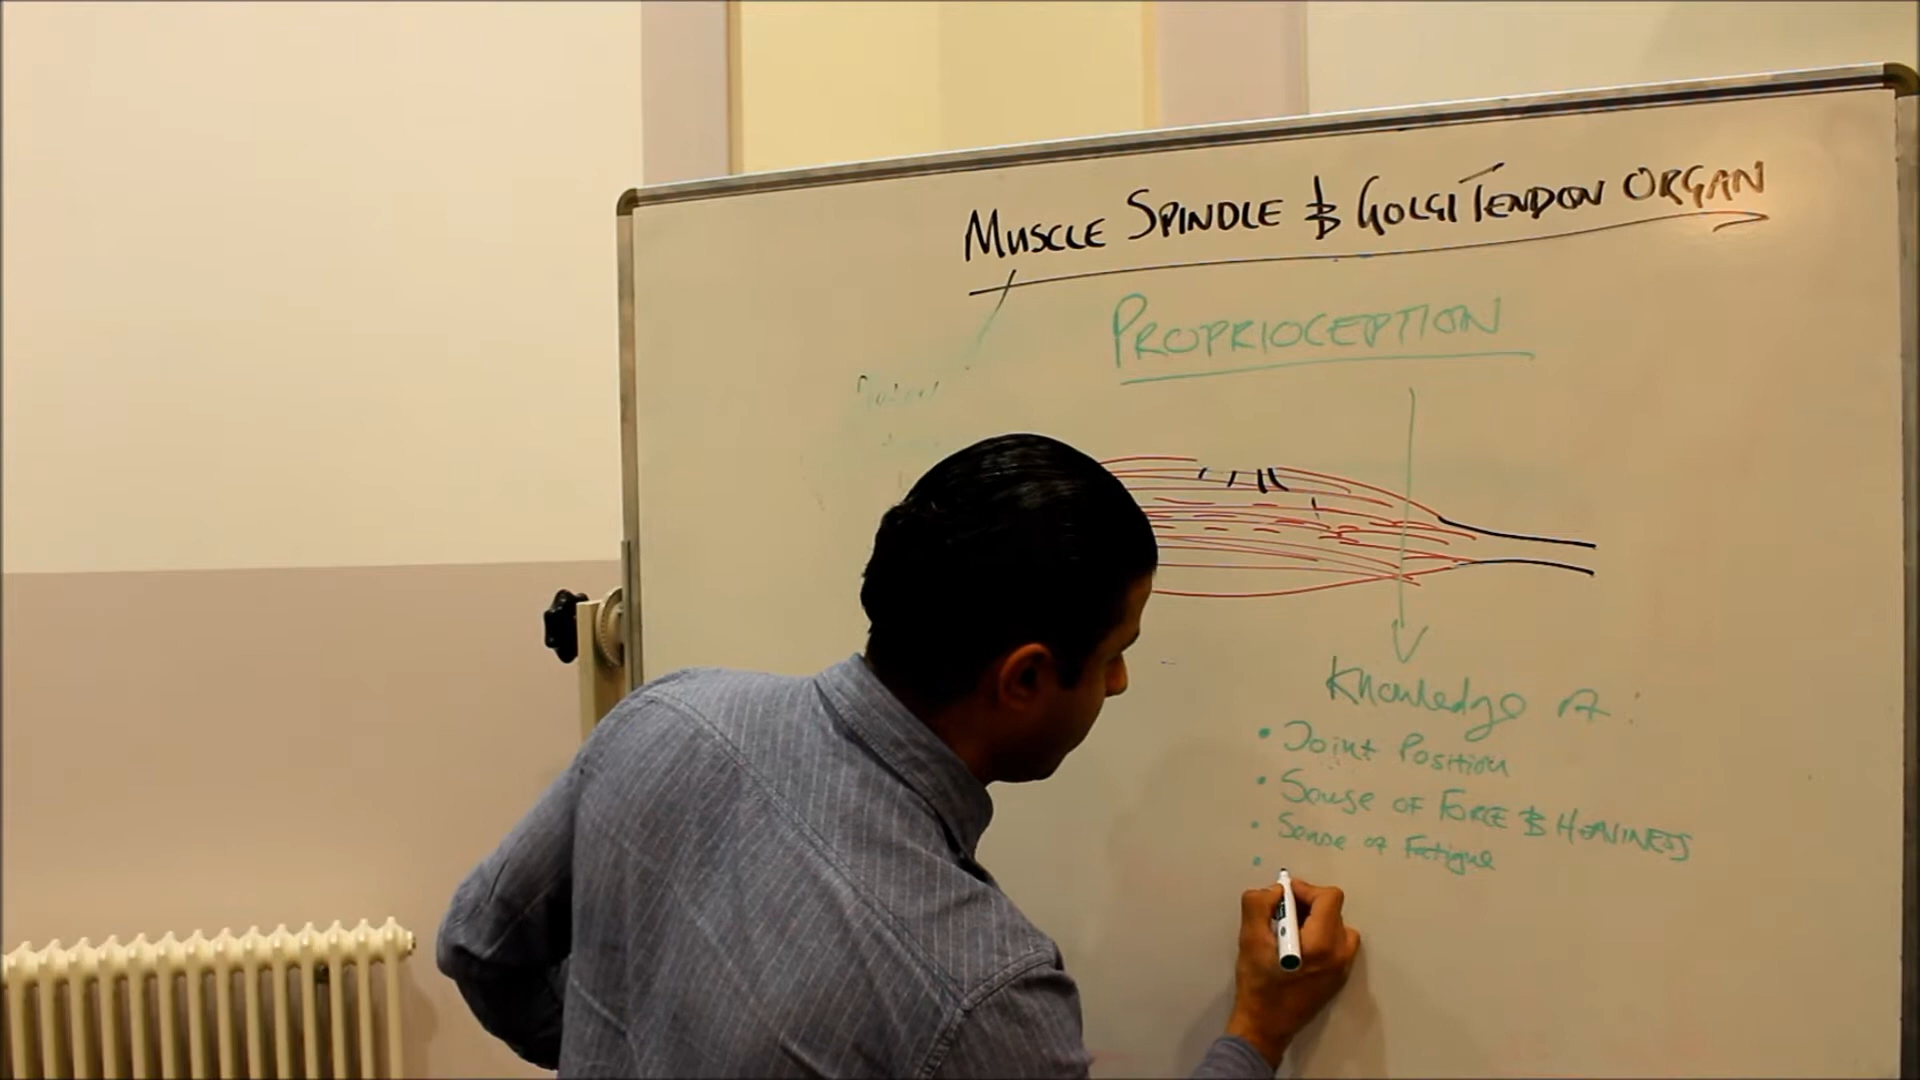 MUSCLE SPINDLE & GOLGI TENDON ORGAN
PROPRIOCEPTION
Knowledge of:
• Joint Position
• Sense OF FORCE & HEAVINESS
• Sense of Fatigue
•